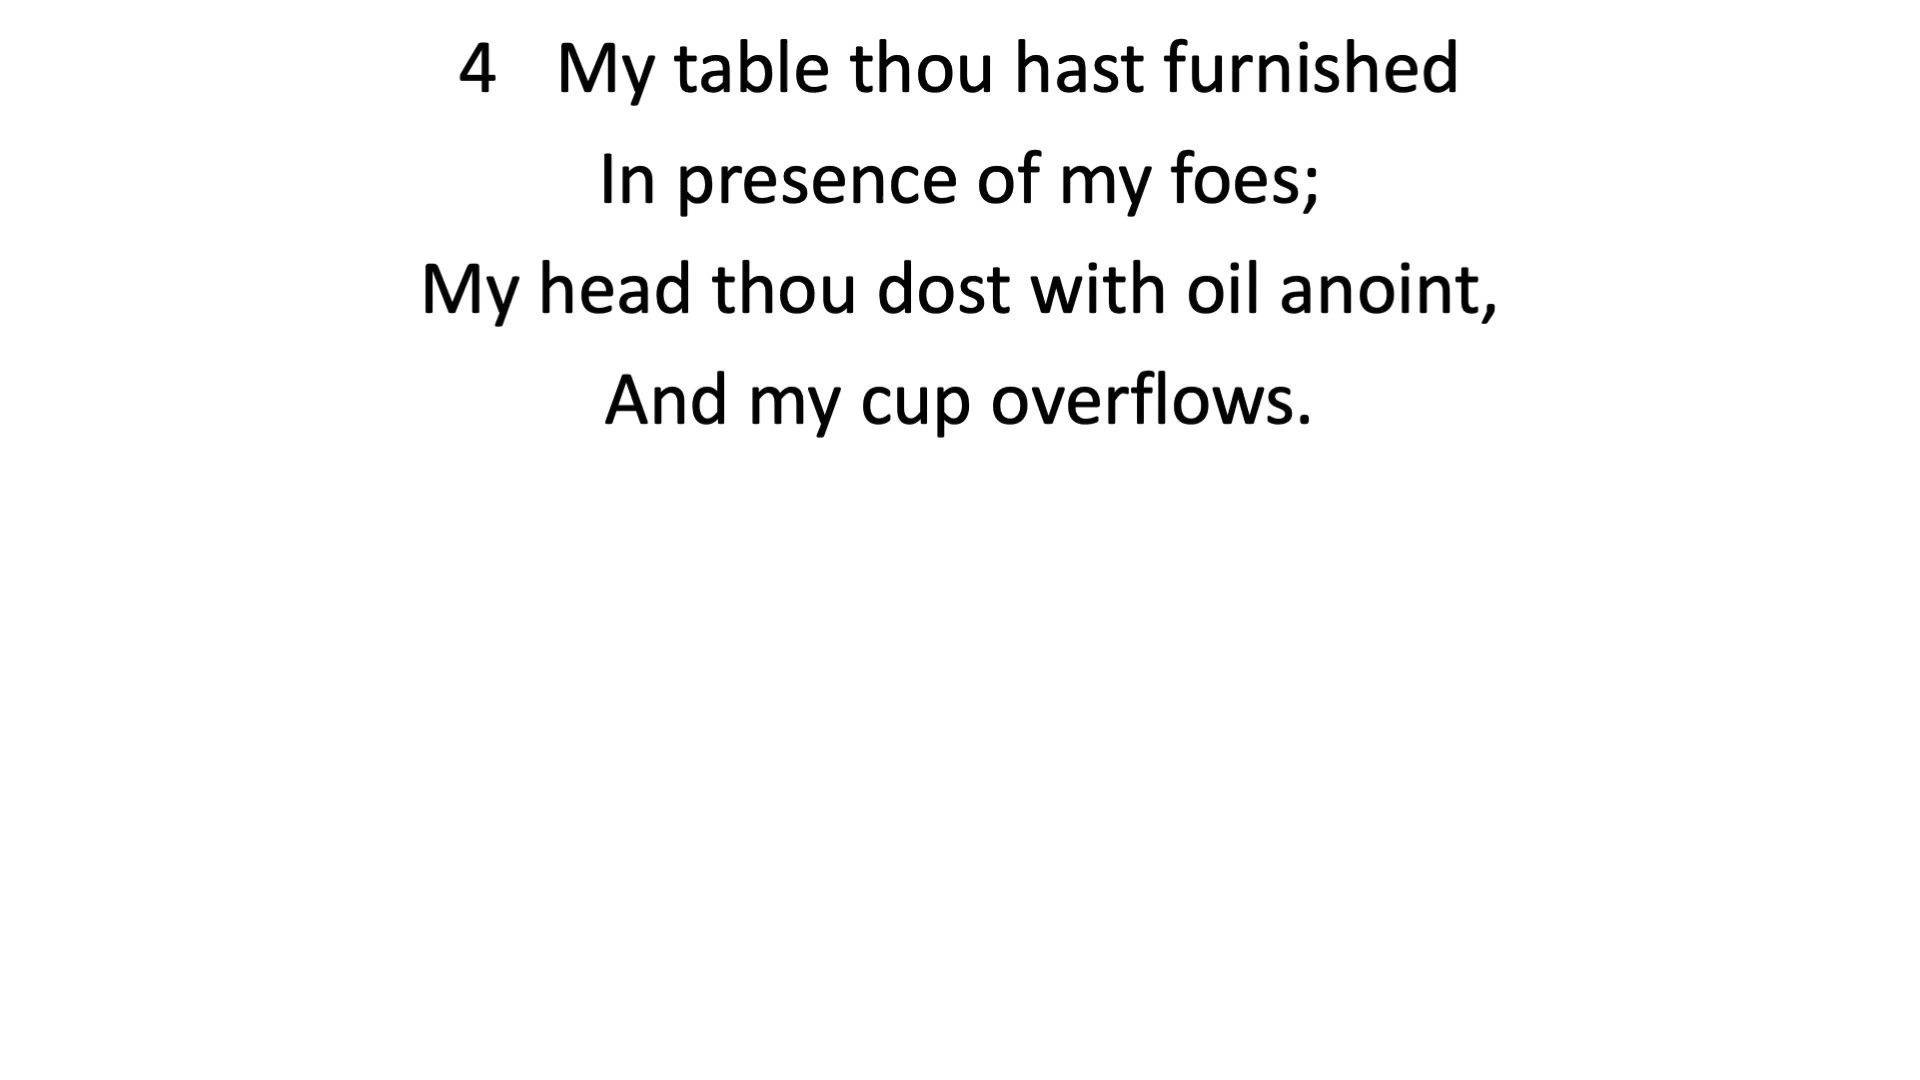 4 My table thou hast furnished
In presence of my foes;
My head thou dost with oil anoint,
And my cup overflows.